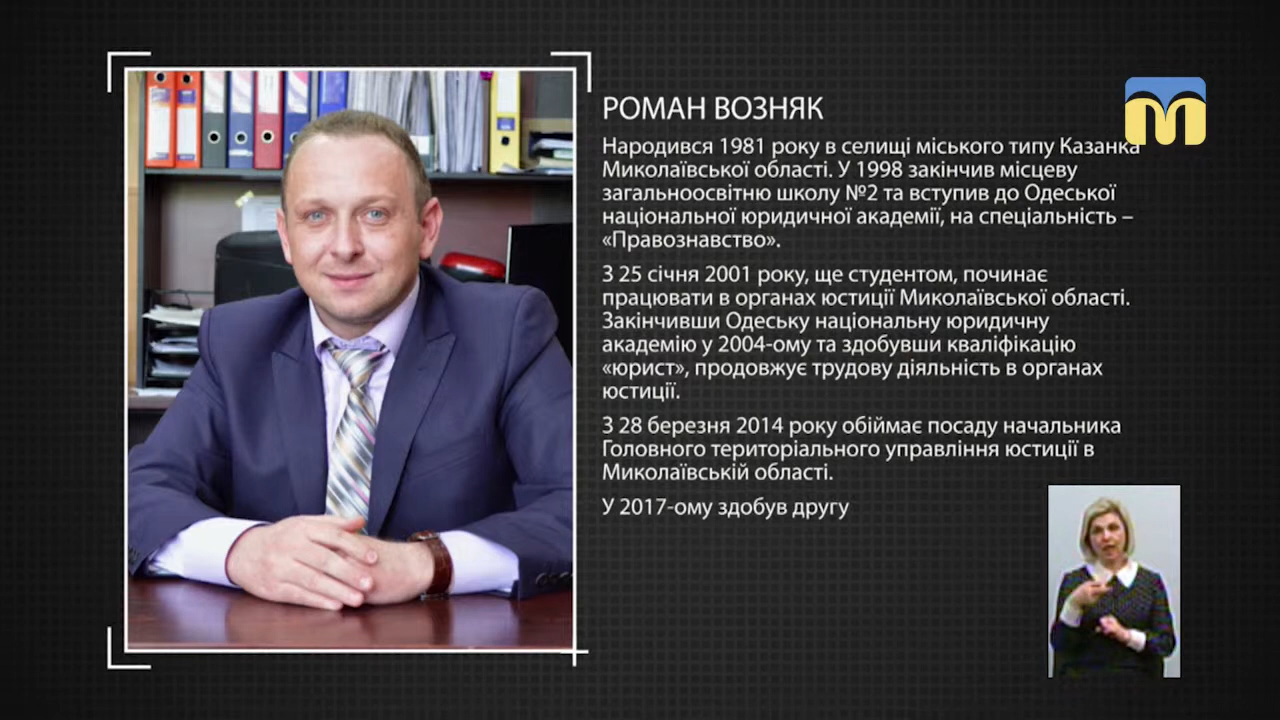 РОМАН ВОЗНЯК
Народився 1981 року в селищі міського типу Казанка
Миколаївської області. У 1998 закінчив місцеву
загальноосвітню школу №2 та вступив до Одеської
національної юридичної академії, на спеціальність –
«Правознавство».
З 25 січня 2001 року, ще студентом, починає
працювати в органах юстиції Миколаївської області.
Закінчивши Одеську національну юридичну
академію у 2004-ому та здобувши кваліфікацію
«юрист», продовжує трудову діяльність в органах
юстиції.
З 28 березня 2014 року обіймає посаду начальника
Головного територіального управління юстиції в
Миколаївській області.
У 2017-ому здобув другу